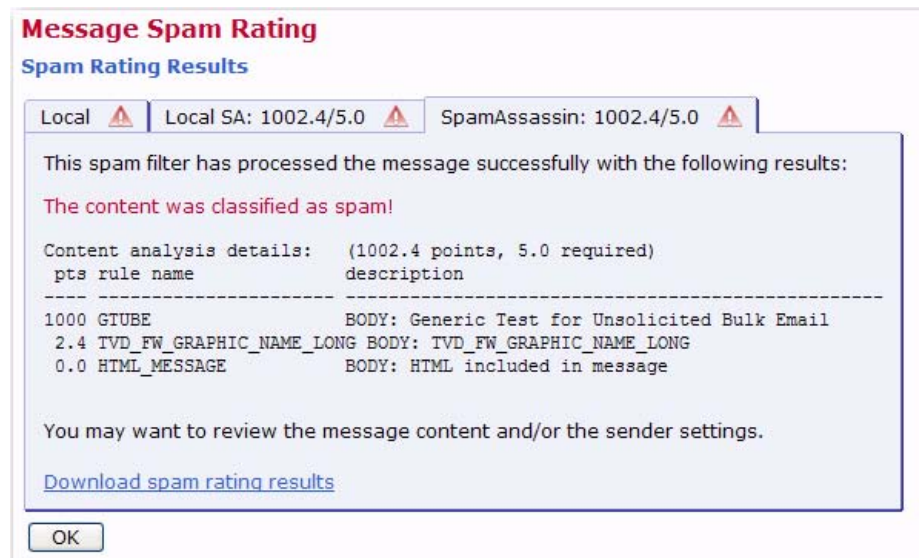 Message Spam Rating
Spam Rating Results
Local Local SA: 1002.4/5.0 SpamAssassin: 1002.4/5.0
This spam filter has processed the message successfully with the following results:
The content was classified as spam!
Content analysis details: (1002.4 points, 5.0 required)
pts rule name description
---- ---------------------- --------------------------------------------------
1000 GTUBE BODY: Generic Test for Unsolicited Bulk Email
2.4 TVD_FW_GRAPHIC_NAME_LONG BODY: TVD_FW_GRAPHIC_NAME_LONG
0.0 HTML_MESSAGE BODY: HTML included in message
You may want to review the message content and/or the sender settings.
Download spam rating results
OK